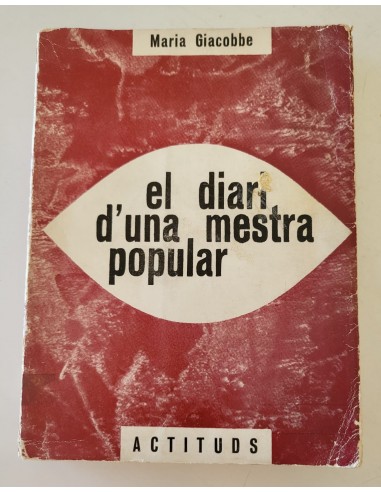 Maria Giacobbe
el diari
d'una mestra
popular
ACTITUDS